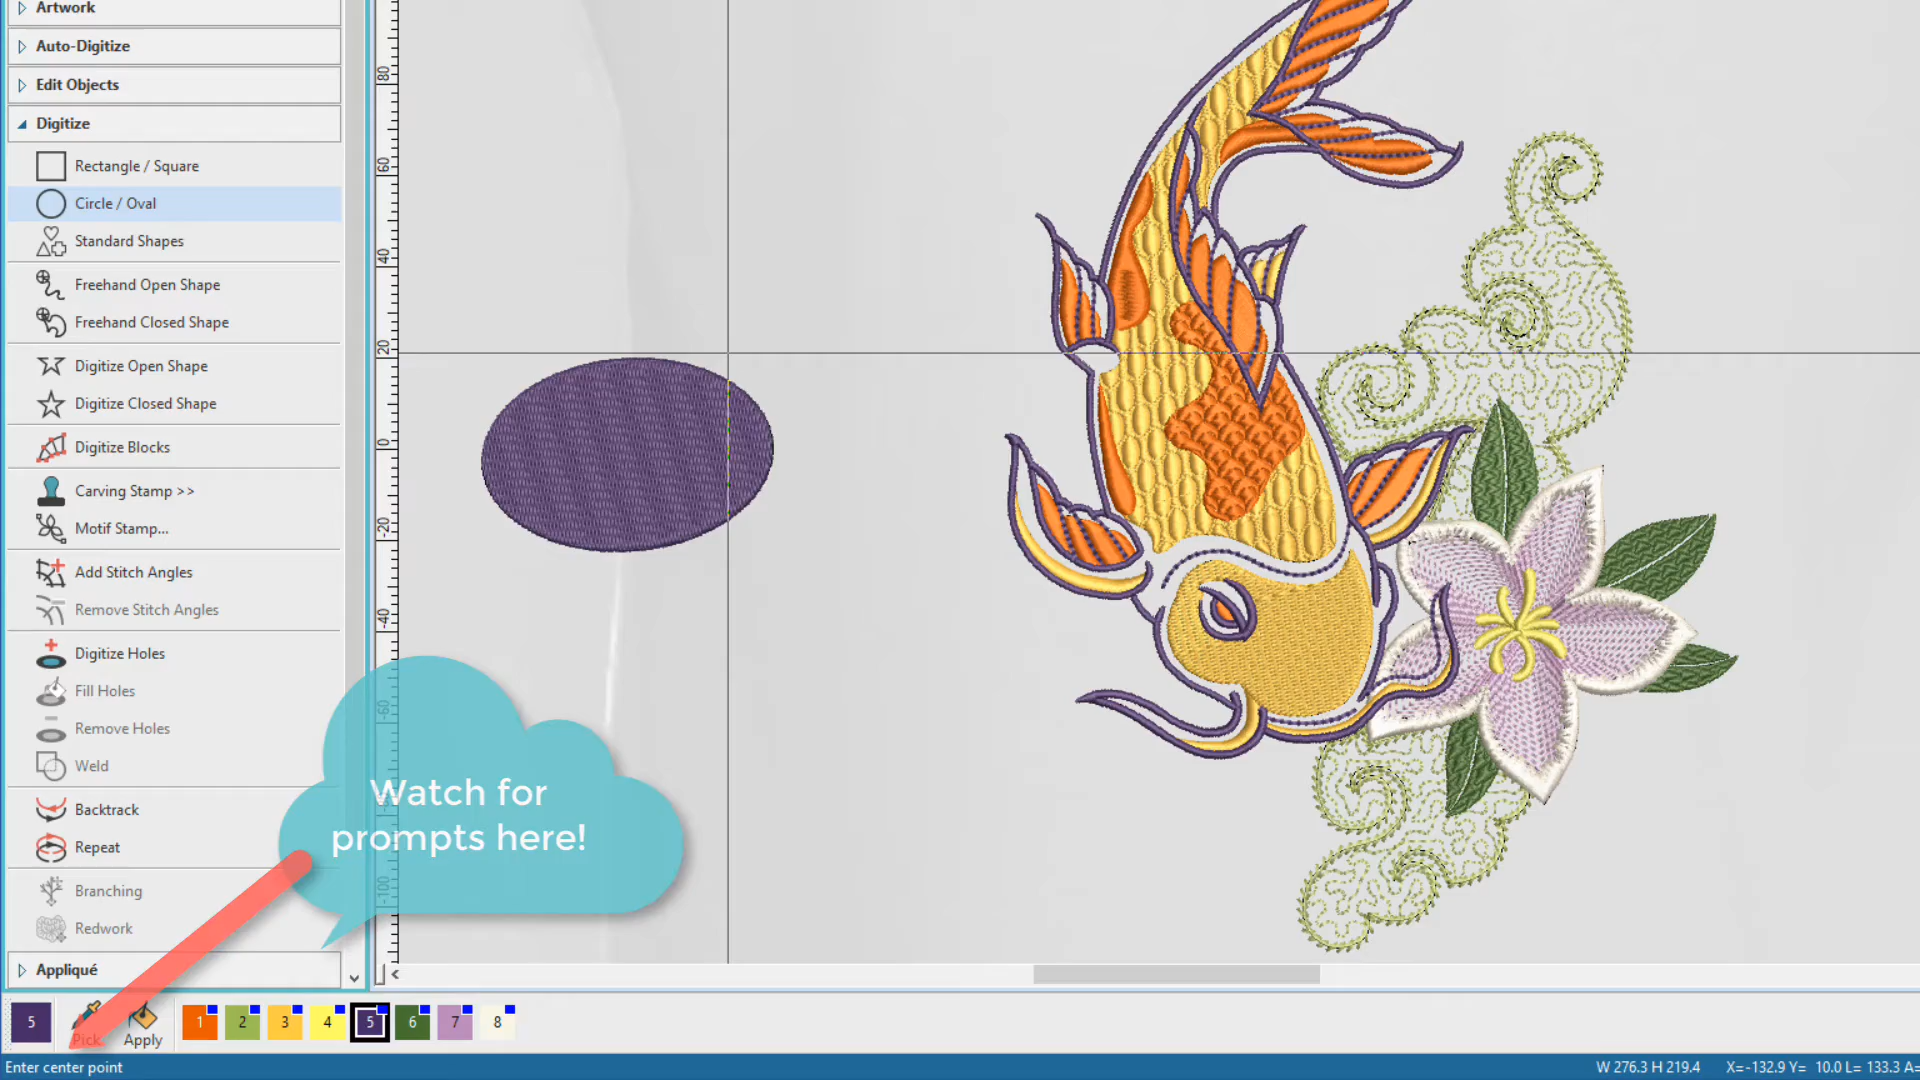 Artwork
Auto-Digitize
Edit Objects
Digitize
Rectangle / Square
Circle / Oval
Standard Shapes
Freehand Open Shape
Freehand Closed Shape
Digitize Open Shape
Digitize Closed Shape
Digitize Blocks
Carving Stamp >>
Motif Stamp...
Add Stitch Angles
Remove Stitch Angles
Digitize Holes
Fill Holes
Remove Holes
Weld
Backtrack
Repeat
Branching
Redwork
Appliqué
80
60
40
20
0
-20
-40
-60
-80
-100
Watch for
prompts here!
5 Pick Apply 1 2 3 4 5 6 7 8
Enter center point W 276.3 H 219.4 X=-132.9 Y= 10.0 L= 133.3 A=